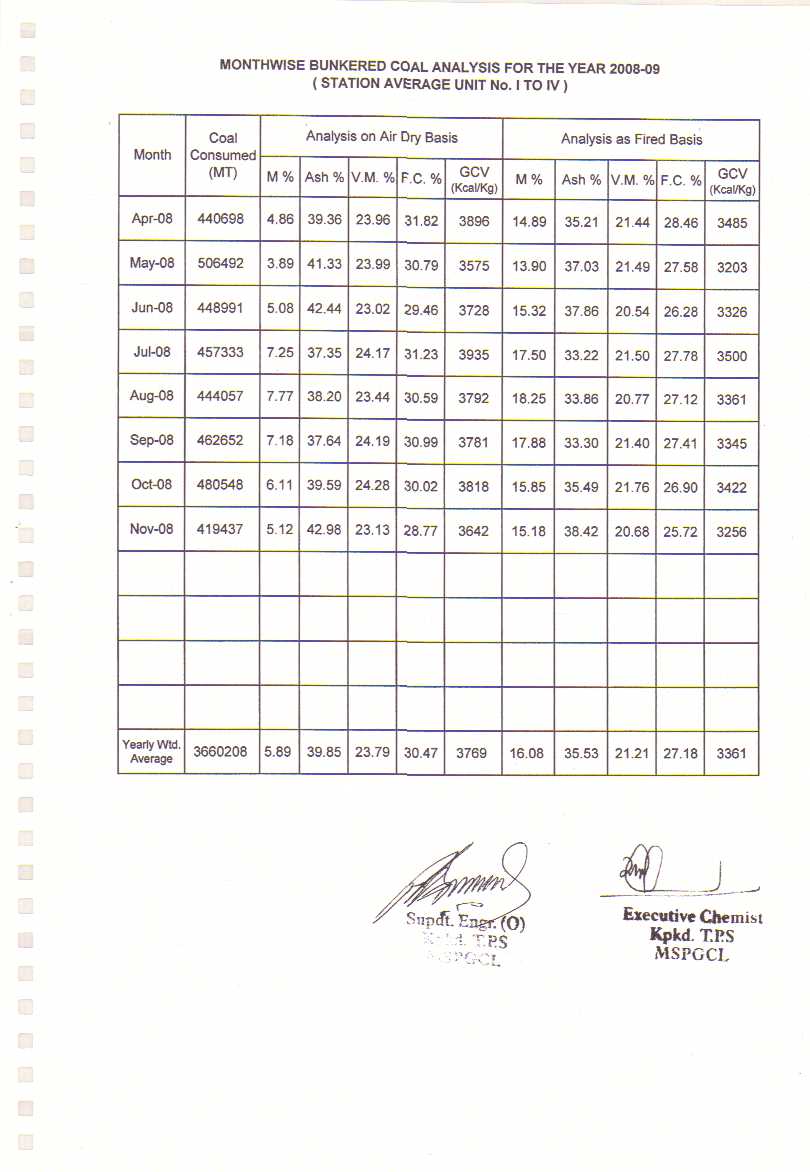 MONTHWISE BUNKERED COAL ANALYSIS FOR THE YEAR 2008-09
( STATION AVERAGE UNIT No. I TO IV )
Month Coal Consumed (MT) Analysis on Air Dry Basis Analysis as Fired Basis
M % Ash % V.M. % F.C. % GCV (Kcal/Kg) M % Ash % V.M. % F.C. % GCV (Kcal/Kg)
Apr-08 440698 4.86 39.36 23.96 31.82 3896 14.89 35.21 21.44 28.46 3485
May-08 506492 3.89 41.33 23.99 30.79 3575 13.90 37.03 21.49 27.58 3203
Jun-08 448991 5.08 42.44 23.02 29.46 3728 15.32 37.86 20.54 26.28 3326
Jul-08 457333 7.25 37.35 24.17 31.23 3935 17.50 33.22 21.50 27.78 3500
Aug-08 444057 7.77 38.20 23.44 30.59 3792 18.25 33.86 20.77 27.12 3361
Sep-08 462652 7.18 37.64 24.19 30.99 3781 17.88 33.30 21.40 27.41 3345
Oct-08 480548 6.11 39.59 24.28 30.02 3818 15.85 35.49 21.76 26.90 3422
Nov-08 419437 5.12 42.98 23.13 28.77 3642 15.18 38.42 20.68 25.72 3256
Yearly Wtd. Average 3660208 5.89 39.85 23.79 30.47 3769 16.08 35.53 21.21 27.18 3361
Supdt. Engr. (O)
Kpkd. T.P.S
MSPGCL
Executive Chemist
Kpkd. T.P.S
MSPGCL